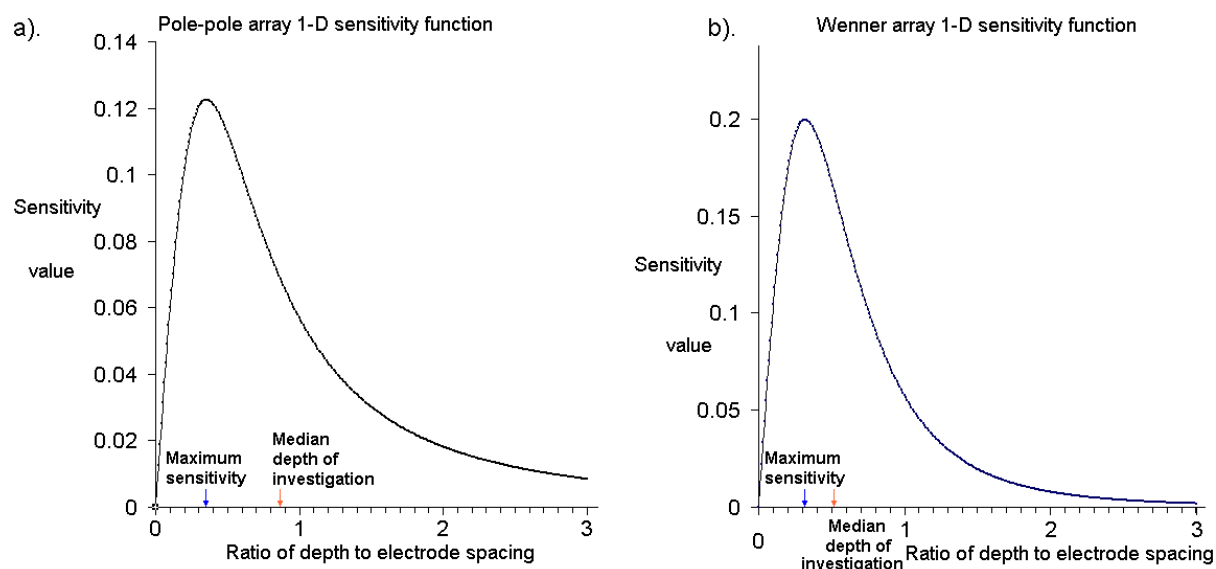 a).
Pole-pole array 1-D sensitivity function
0.14
0.12
0.1
Sensitivity
0.08
value
0.06
0.04
0.02
0
Maximum
sensitivity
Median
depth of
investigation
0 1 2 3
Ratio of depth to electrode spacing
b).
Wenner array 1-D sensitivity function
0.2
0.15
Sensitivity
0.1
value
0.05
0
Maximum
sensitivity
0 1 2 3
Median
depth of
investigation
Ratio of depth to electrode spacing